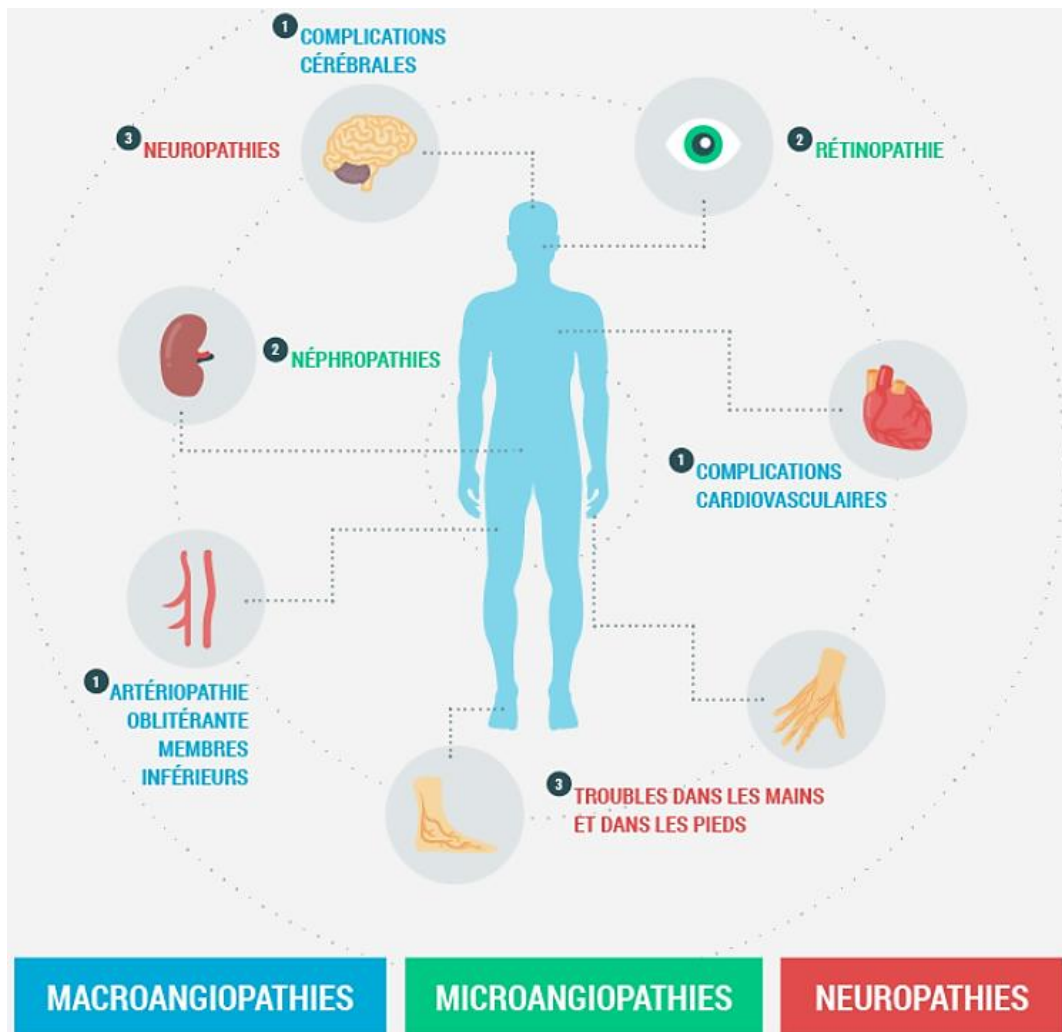 1 COMPLICATIONS
CÉRÉBRALES
3 NEUROPATHIES
2 RÉTINOPATHIE
2 NÉPHROPATHIES
1 COMPLICATIONS
CARDIOVASCULAIRES
1 ARTÉRIOPATHIE
OBLITÉRANTE
MEMBRES
INFÉRIEURS
3 TROUBLES DANS LES MAINS
ET DANS LES PIEDS
MACROANGIOPATHIES
MICROANGIOPATHIES
NEUROPATHIES